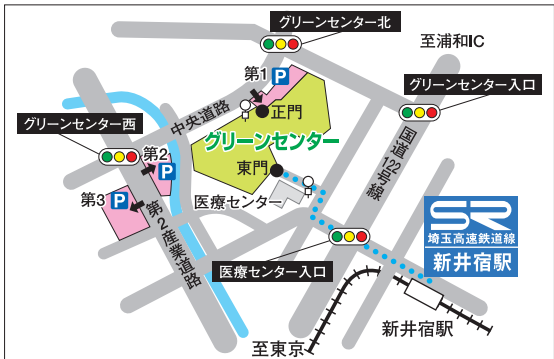 グリーンセンター北
至浦和IC
第1 P
グリーンセンター入口
正門
中央道路
グリーンセンター西
グリーンセンター
国道122号線
第2 P
東門
第3 P
医療センター
第2産業道路
SR
埼玉高速鉄道線
新井宿駅
医療センター入口
新井宿駅
至東京